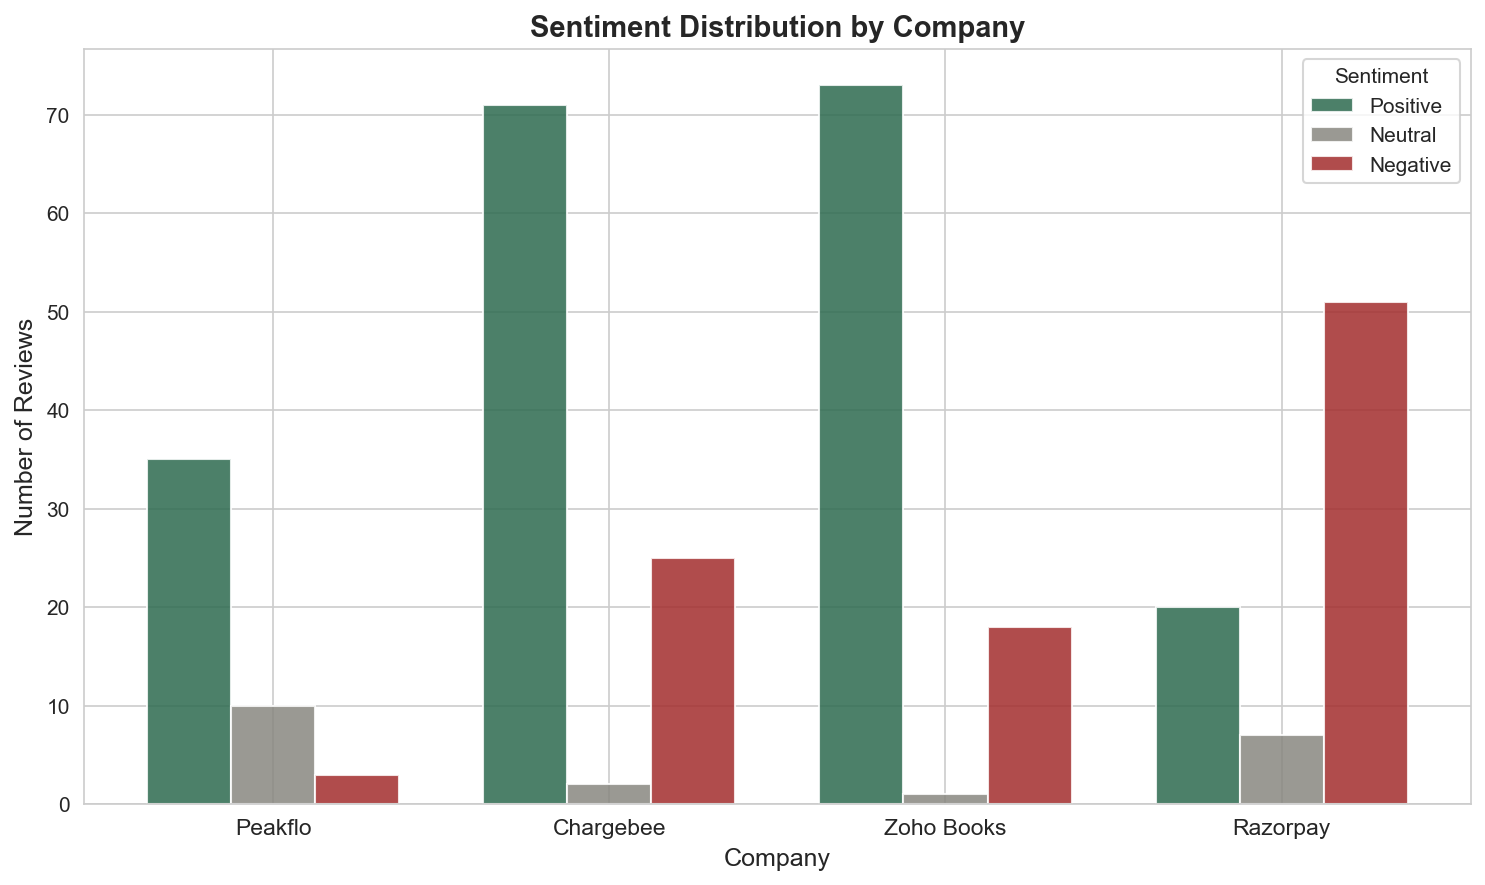 Sentiment Distribution by Company
Sentiment
Positive
Neutral
Negative
Number of Reviews
70
60
50
40
30
20
10
0
Peakflo Chargebee Zoho Books Razorpay
Company